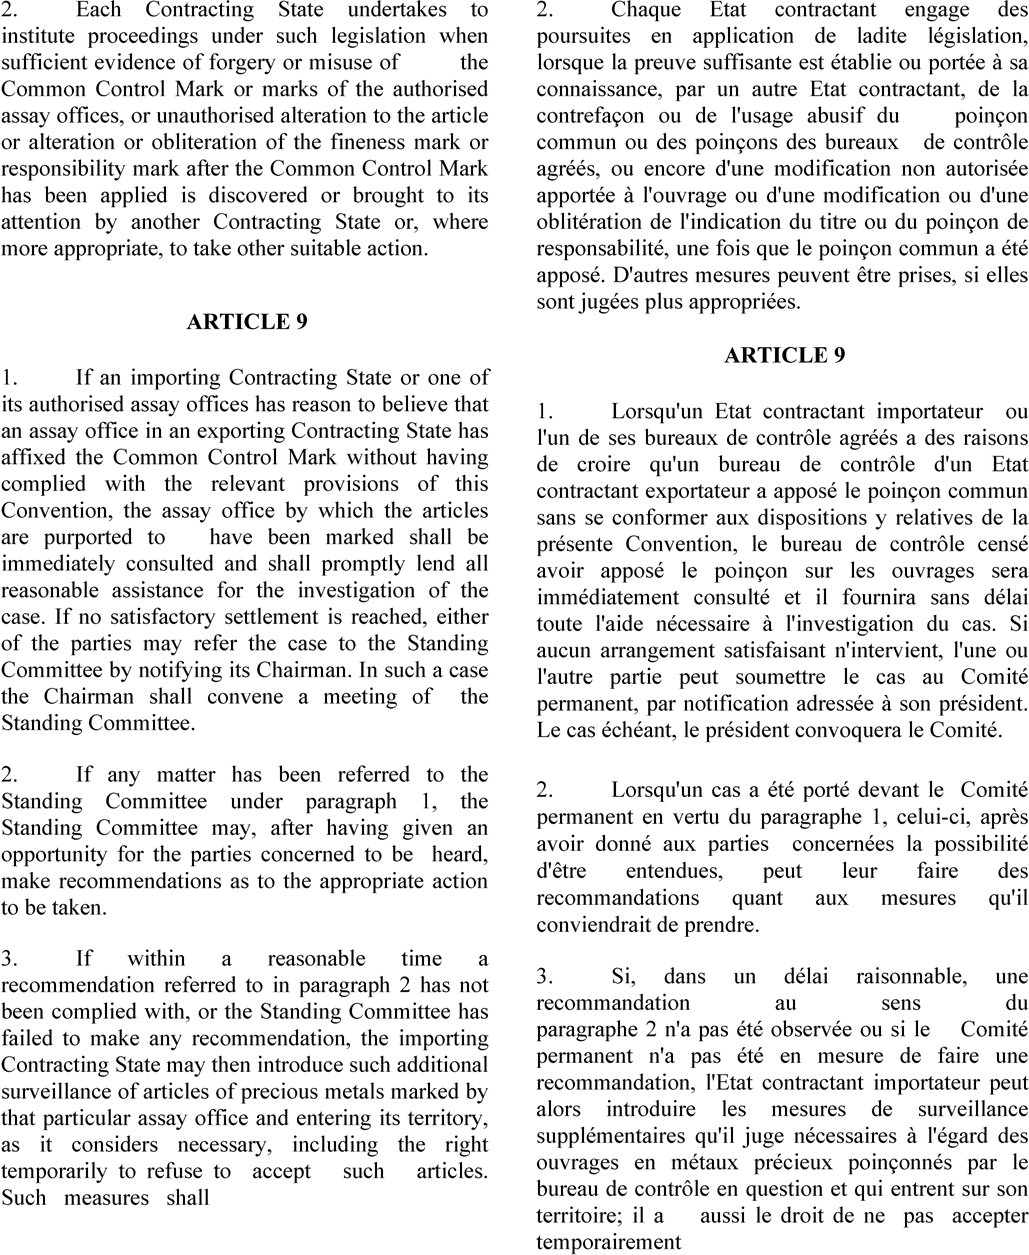 2. Each Contracting State undertakes to
institute proceedings under such legislation when
sufficient evidence of forgery or misuse of the
Common Control Mark or marks of the authorised
assay offices, or unauthorised alteration to the article
or alteration or obliteration of the fineness mark or
responsibility mark after the Common Control Mark
has been applied is discovered or brought to its
attention by another Contracting State or, where
more appropriate, to take other suitable action.
ARTICLE 9
1. If an importing Contracting State or one of
its authorised assay offices has reason to believe that
an assay office in an exporting Contracting State has
affixed the Common Control Mark without having
complied with the relevant provisions of this
Convention, the assay office by which the articles
are purported to have been marked shall be
immediately consulted and shall promptly lend all
reasonable assistance for the investigation of the
case. If no satisfactory settlement is reached, either
of the parties may refer the case to the Standing
Committee by notifying its Chairman. In such a case
the Chairman shall convene a meeting of the
Standing Committee.
2. If any matter has been referred to the
Standing Committee under paragraph 1, the
Standing Committee may, after having given an
opportunity for the parties concerned to be heard,
make recommendations as to the appropriate action
to be taken.
3. If within a reasonable time a
recommendation referred to in paragraph 2 has not
been complied with, or the Standing Committee has
failed to make any recommendation, the importing
Contracting State may then introduce such additional
surveillance of articles of precious metals marked by
that particular assay office and entering its territory,
as it considers necessary, including the right
temporarily to refuse to accept such articles.
Such measures shall
2. Chaque Etat contractant engage des
poursuites en application de ladite législation,
lorsque la preuve suffisante est établie ou portée à sa
connaissance, par un autre Etat contractant, de la
contrefaçon ou de l'usage abusif du poinçon
commun ou des poinçons des bureaux de contrôle
agréés, ou encore d'une modification non autorisée
apportée à l'ouvrage ou d'une modification ou d'une
oblitération de l'indication du titre ou du poinçon de
responsabilité, une fois que le poinçon commun a été
apposé. D'autres mesures peuvent être prises, si elles
sont jugées plus appropriées.
ARTICLE 9
1. Lorsqu'un Etat contractant importateur ou
l'un de ses bureaux de contrôle agréés a des raisons
de croire qu'un bureau de contrôle d'un Etat
contractant exportateur a apposé le poinçon commun
sans se conformer aux dispositions y relatives de la
présente Convention, le bureau de contrôle censé
avoir apposé le poinçon sur les ouvrages sera
immédiatement consulté et il fournira sans délai
toute l'aide nécessaire à l'investigation du cas. Si
aucun arrangement satisfaisant n'intervient, l'une ou
l'autre partie peut soumettre le cas au Comité
permanent, par notification adressée à son président.
Le cas échéant, le président convoquera le Comité.
2. Lorsqu'un cas a été porté devant le Comité
permanent en vertu du paragraphe 1, celui-ci, après
avoir donné aux parties concernées la possibilité
d'être entendues, peut leur faire des
recommandations quant aux mesures qu'il
conviendrait de prendre.
3. Si, dans un délai raisonnable, une
recommandation au sens du
paragraphe 2 n'a pas été observée ou si le Comité
permanent n'a pas été en mesure de faire une
recommandation, l'Etat contractant importateur peut
alors introduire les mesures de surveillance
supplémentaires qu'il juge nécessaires à l'égard des
ouvrages en métaux précieux poinçonnés par le
bureau de contrôle en question et qui entrent sur son
territoire; il a aussi le droit de ne pas accepter
temporairement